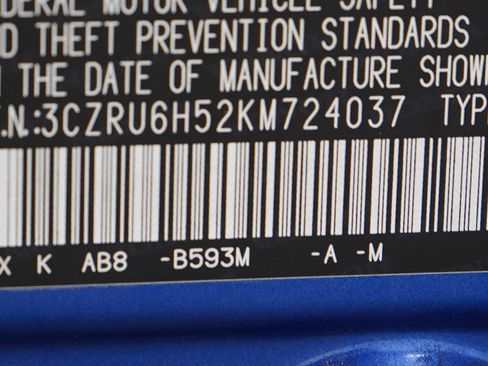 FEDERAL MOTOR VEHICLE SAFETY
THEFT PREVENTION STANDARDS
THE DATE OF MANUFACTURE SHOW
.N.:3CZRU6H52KM724037 TYP
X K AB8 -B593M -A -M